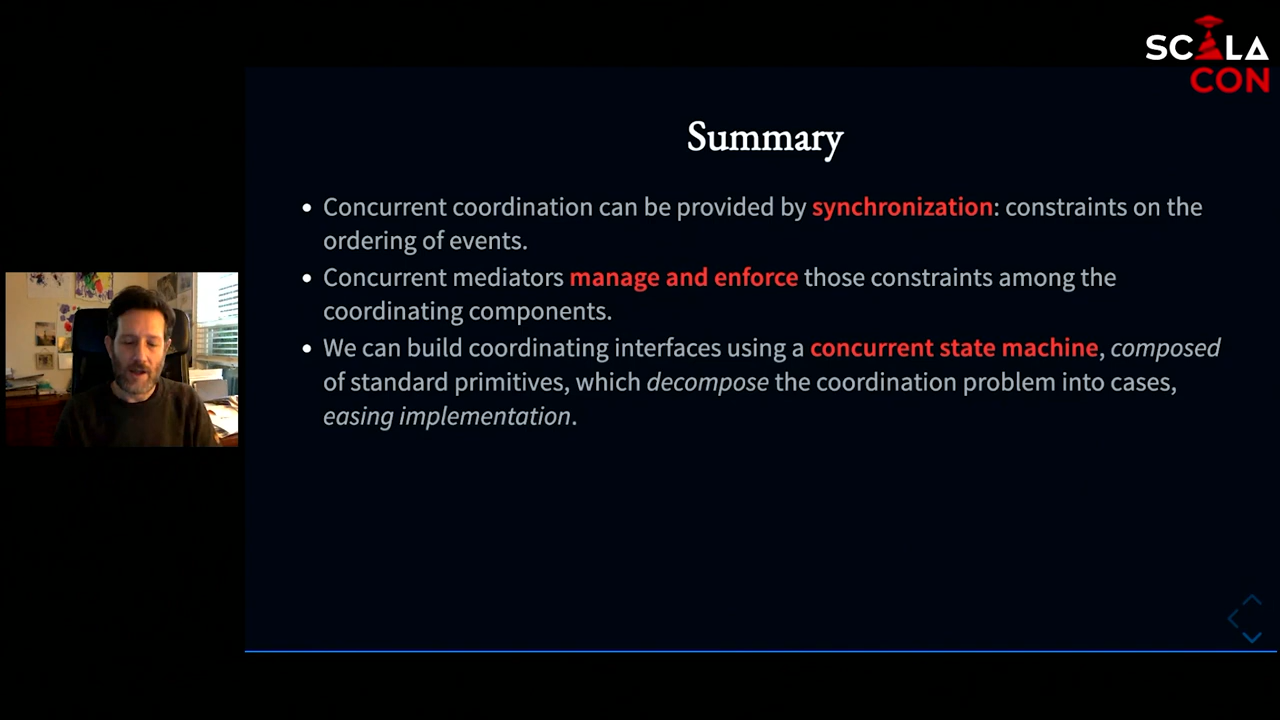 SCALA
CON
Summary
Concurrent coordination can be provided by synchronization: constraints on the
ordering of events.
Concurrent mediators manage and enforce those constraints among the
coordinating components.
We can build coordinating interfaces using a concurrent state machine, composed
of standard primitives, which decompose the coordination problem into cases,
easing implementation.